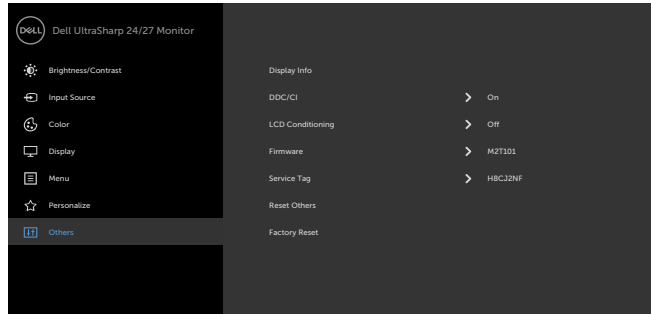 DELL Dell UltraSharp 24/27 Monitor
Brightness/Contrast Display Info
Input Source DDC/CI On
Color LCD Conditioning Off
Display Firmware M2T101
Menu Service Tag H8CJ2NF
Personalize Reset Others
Others Factory Reset